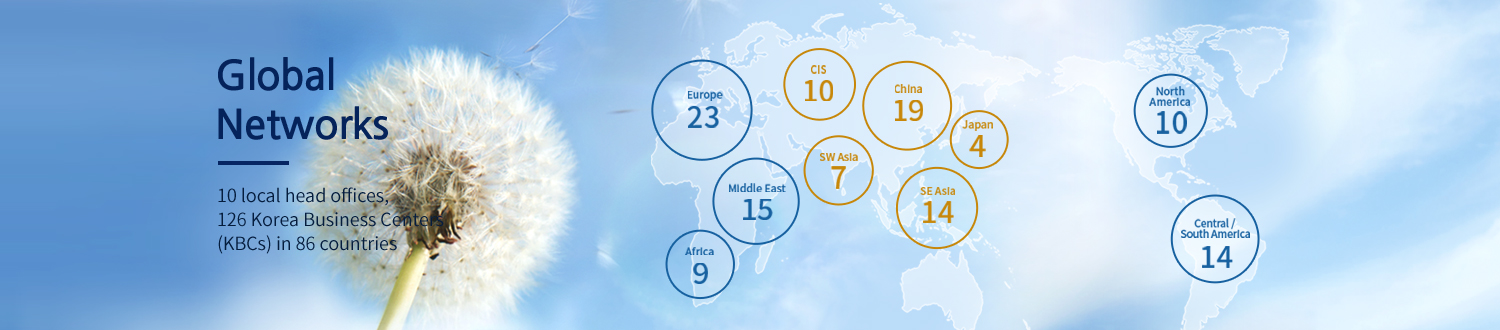 Global
Networks
10 local head offices,
126 Korea Business Centers
(KBCs) in 86 countries
Europe
23
CIS
10
China
19
Japan
4
SW Asia
7
Middle East
15
SE Asia
14
Africa
9
North
America
10
Central /
South America
14